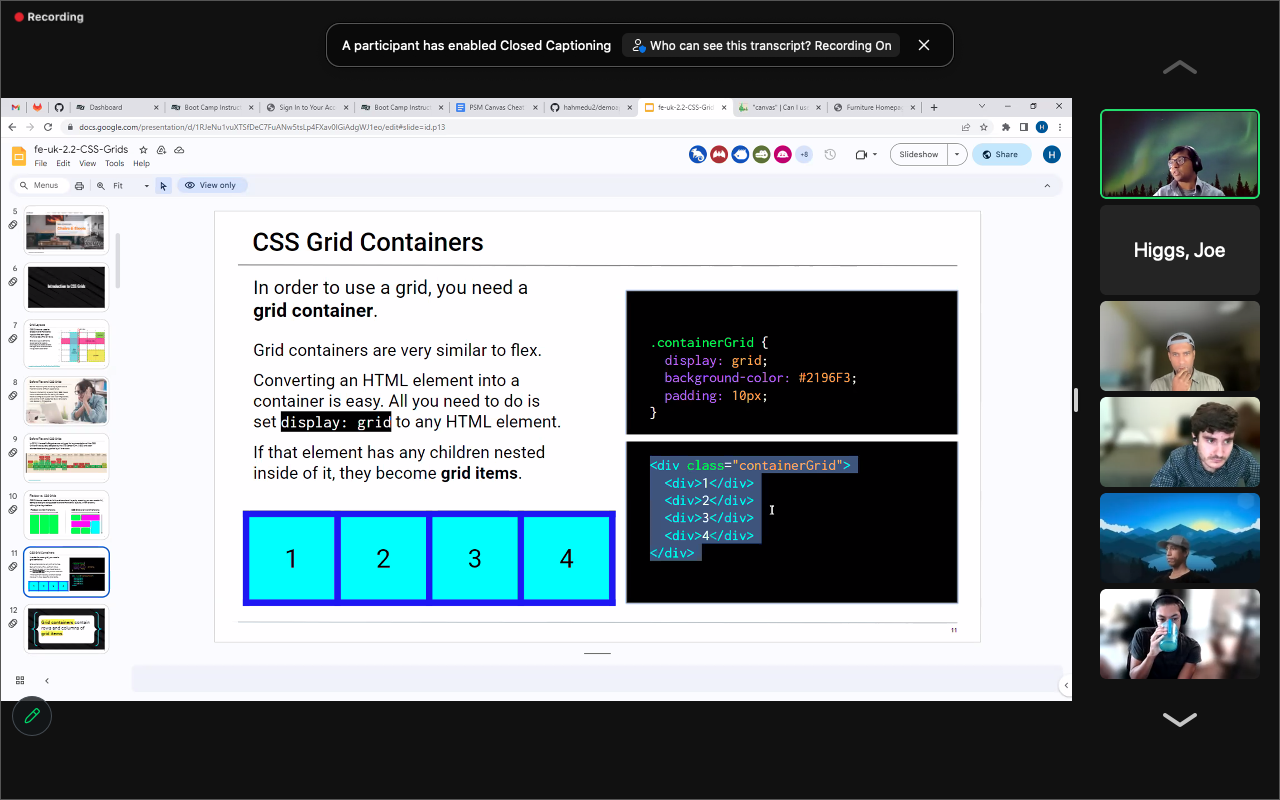 Recording
A participant has enabled Closed Captioning
Who can see this transcript? Recording On
Dashboard
Boot Camp Instruct
Sign In to Your Acc
Boot Camp Instruct
PSM Canvas Cheat
hahmedu2/demoa
fe-uk-2.2-CSS-Grid
"canvas" | Can I use
Furniture Homepa
docs.google.com/presentation/d/1RJeNu1vuXTSfDeC7FuANw5tsLp4FXav0IGiAdgWJ1eo/edit#slide=id.p13
H
fe-uk-2.2-CSS-Grids
File Edit View Tools Help
+8
Slideshow
Share
H
Menus
Fit
View only
5
6
Introduction to CSS Grids
7
8
9
10
11
12
Grid containers contain
rows and columns of
grid items
CSS Grid Containers
In order to use a grid, you need a
grid container.
Grid containers are very similar to flex.
Converting an HTML element into a
container is easy. All you need to do is
set display: grid to any HTML element.
If that element has any children nested
inside of it, they become grid items.
1 2 3 4
.containerGrid {
display: grid;
background-color: #2196F3;
padding: 10px;
}
<div class="containerGrid">
<div>1</div>
<div>2</div>
<div>3</div>
<div>4</div>
</div>
11
Higgs, Joe